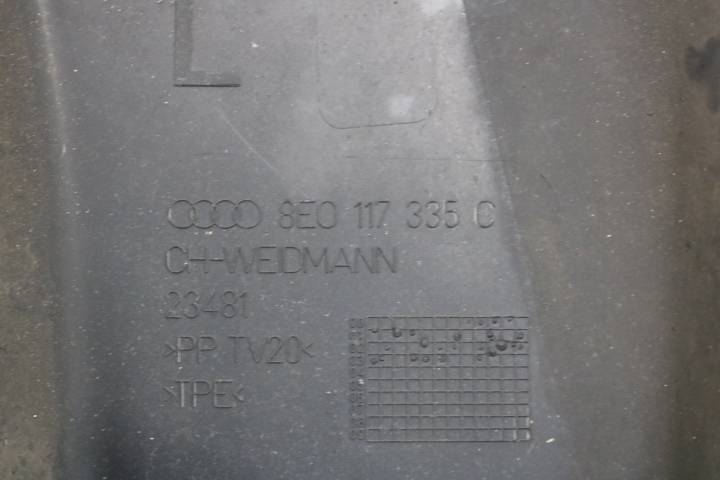 L
8E0 117 335 C
CH-WEIDMANN
23481
>PP TV20<
>TPE<